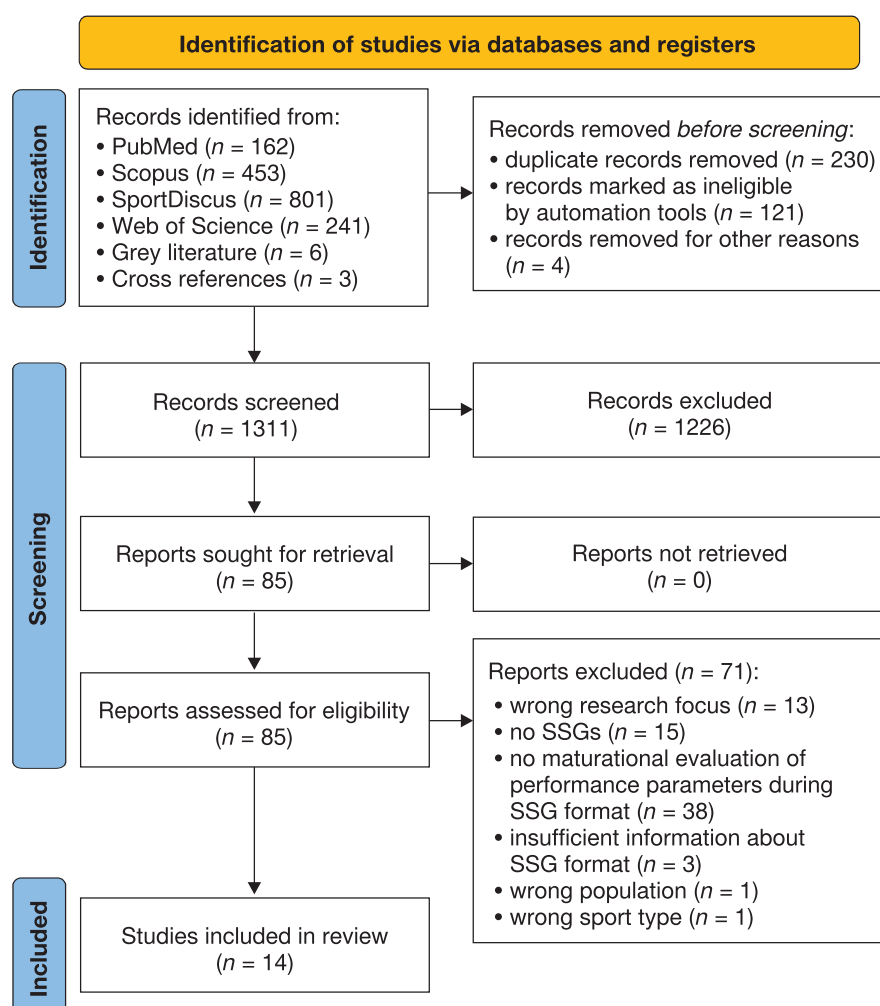 Identification of studies via databases and registers
Identification
Records identified from:
• PubMed (n = 162)
• Scopus (n = 453)
• SportDiscus (n = 801)
• Web of Science (n = 241)
• Grey literature (n = 6)
• Cross references (n = 3)
Records removed before screening:
• duplicate records removed (n = 230)
• records marked as ineligible
by automation tools (n = 121)
• records removed for other reasons
(n = 4)
Screening
Records screened
(n = 1311)
Records excluded
(n = 1226)
Reports sought for retrieval
(n = 85)
Reports not retrieved
(n = 0)
Reports assessed for eligibility
(n = 85)
Reports excluded (n = 71):
• wrong research focus (n = 13)
• no SSGs (n = 15)
• no maturational evaluation of
performance parameters during
SSG format (n = 38)
• insufficient information about
SSG format (n = 3)
• wrong population (n = 1)
• wrong sport type (n = 1)
Included
Studies included in review
(n = 14)